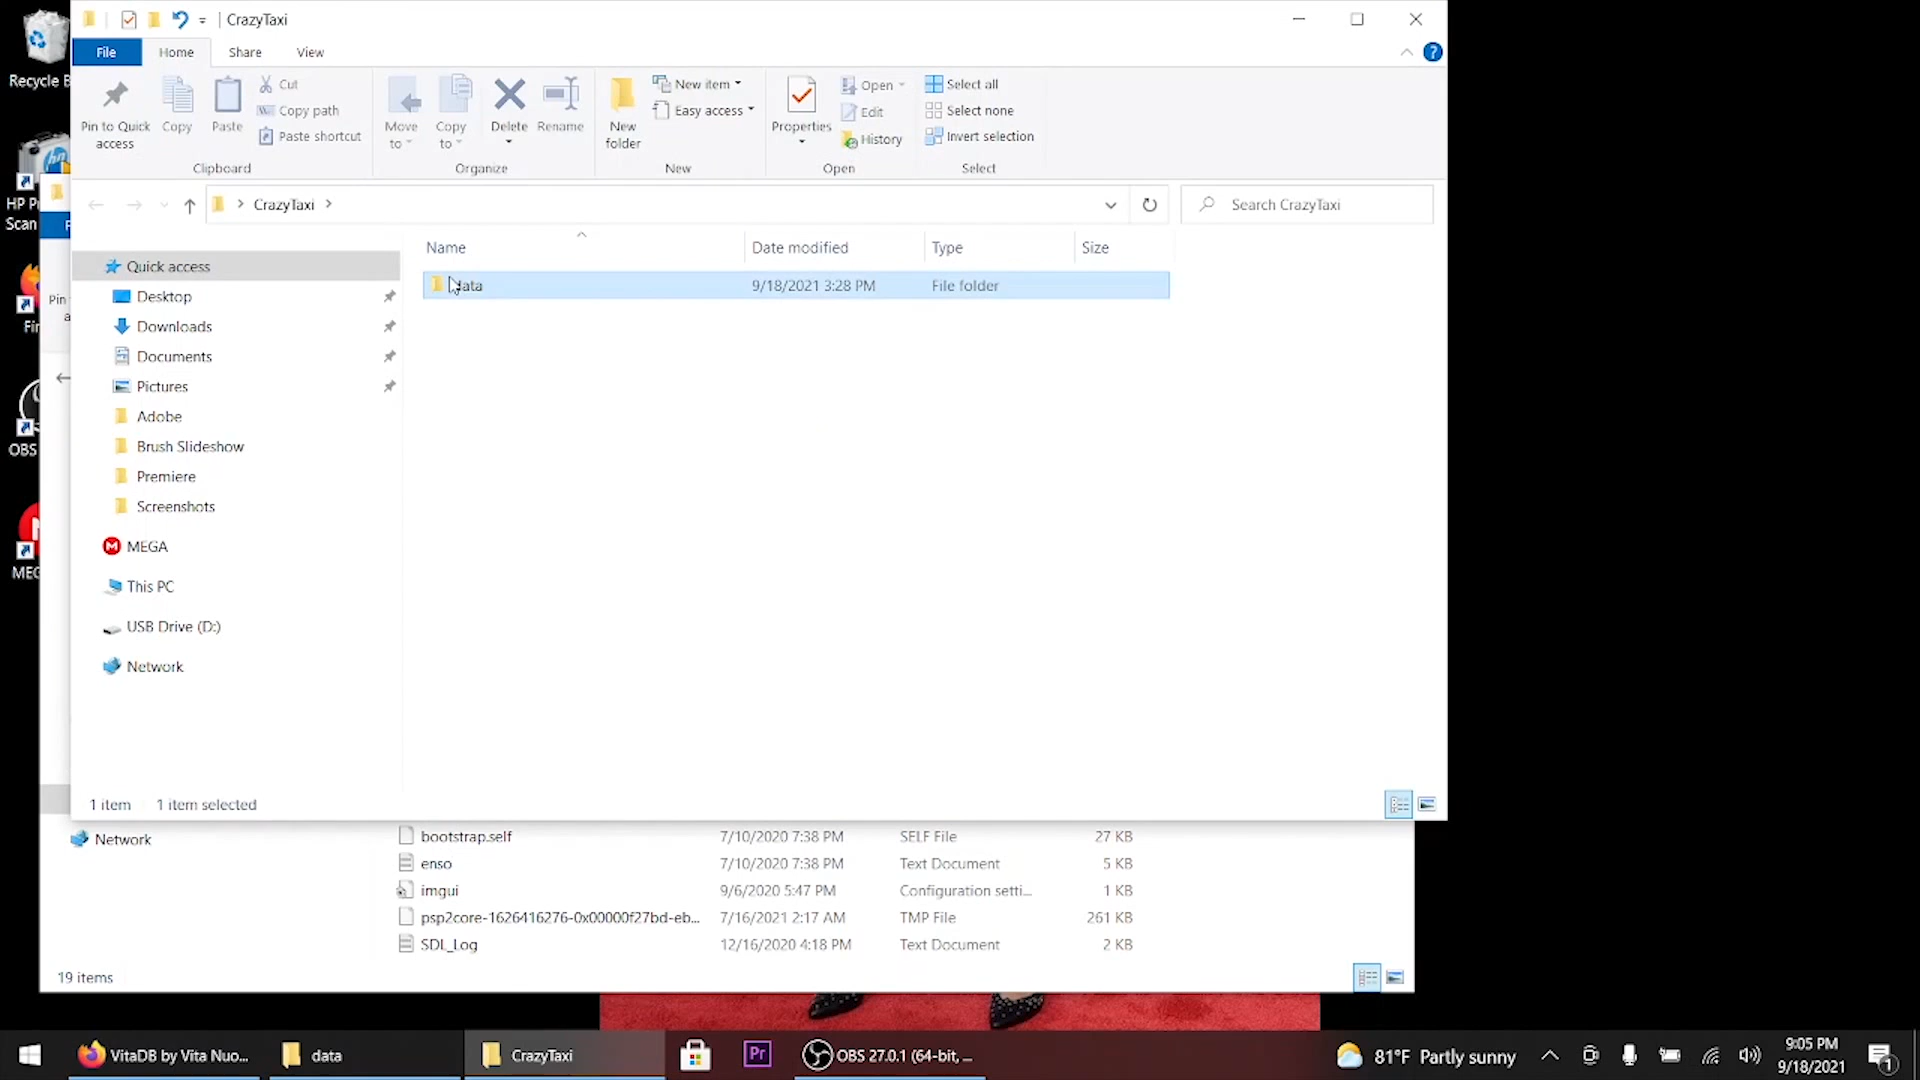 CrazyTaxi
File Home Share View
Pin to Quick access
Copy
Paste
Cut
Copy path
Paste shortcut
Clipboard
Move to
Copy to
Delete
Rename
Organize
New folder
New item
Easy access
New
Properties
Open
Edit
History
Open
Select all
Select none
Invert selection
Select
CrazyTaxi
Search CrazyTaxi
Name Date modified Type Size
9/18/2021 3:28 PM File folder
Quick access
Desktop
Downloads
Documents
Pictures
Adobe
Brush Slideshow
Premiere
Screenshots
MEGA
This PC
USB Drive (D:)
Network
1 item 1 item selected
Network
bootstrap.self 7/10/2020 7:38 PM SELF File 27 KB
enso 7/10/2020 7:38 PM Text Document 5 KB
imgui 9/6/2020 5:47 PM Configuration setti... 1 KB
psp2core-1626416276-0x00000f27bd-eb... 7/16/2021 2:17 AM TMP File 261 KB
SDL_Log 12/16/2020 4:18 PM Text Document 2 KB
19 items
Recycle B
HP P
Scan
Fir
OBS
MEG
Pin
a
VitaDB by Vita Nuo... data CrazyTaxi Pr OBS 27.0.1 (64-bit, ... 81°F Partly sunny
9:05 PM
9/18/2021
1